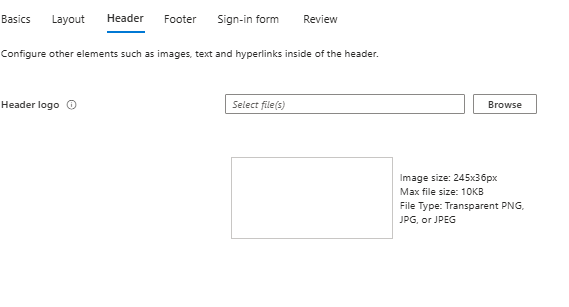 Basics Layout Header Footer Sign-in form Review
Configure other elements such as images, text and hyperlinks inside of the header.
Header logo Select file(s) Browse
Image size: 245x36px
Max file size: 10KB
File Type: Transparent PNG,
JPG, or JPEG